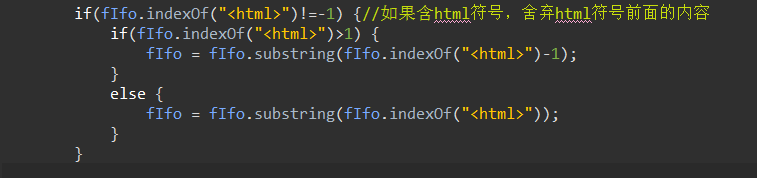 if(fIfo.indexOf("<html>")!=-1) {//如果含html符号，舍弃html符号前面的内容
if(fIfo.indexOf("<html>")>1) {
fIfo = fIfo.substring(fIfo.indexOf("<html>")-1);
}
else {
fIfo = fIfo.substring(fIfo.indexOf("<html>"));
}
}